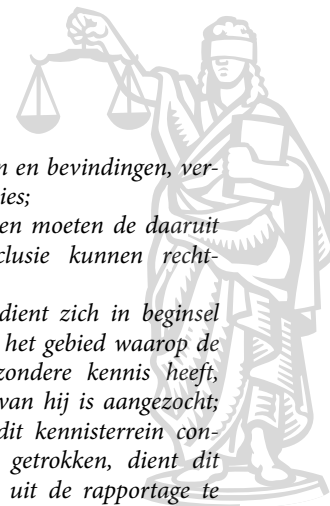 n en bevindingen, ver-
ies;
en moeten de daaruit
clusie kunnen recht-
dient zich in beginsel
het gebied waarop de
zondere kennis heeft,
van hij is aangezocht;
dit kennisterrein con-
getrokken, dient dit
uit de rapportage te